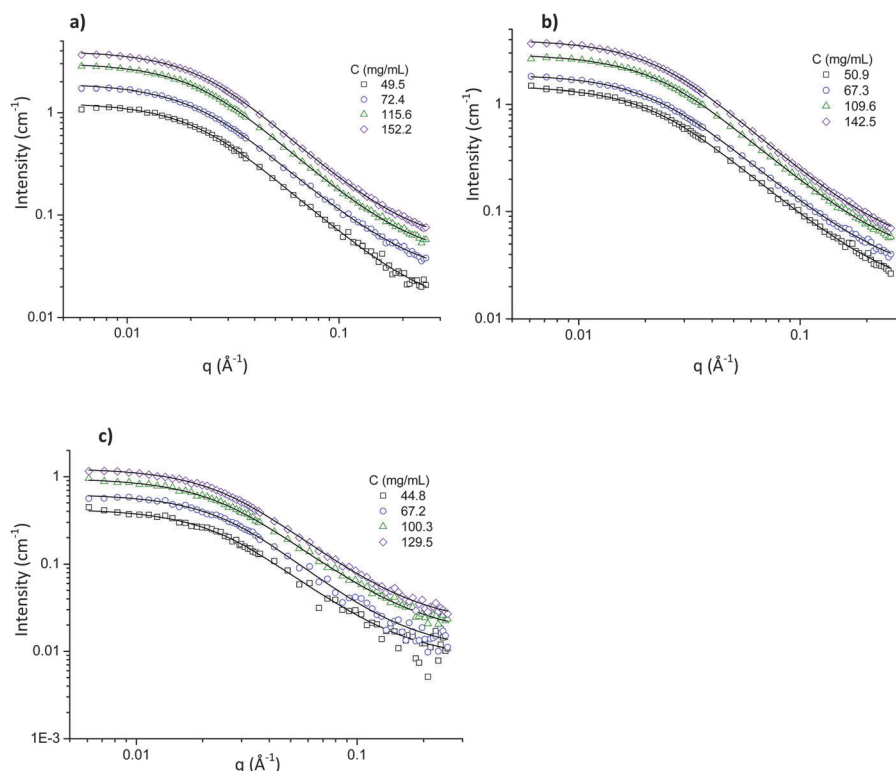 a)
C (mg/mL)
49.5
72.4
115.6
152.2
Intensity (cm-1)
1
0.1
0.01
0.01
0.1
q (Å-1)
b)
C (mg/mL)
50.9
67.3
109.6
142.5
Intensity (cm-1)
1
0.1
0.01
0.01
0.1
q (Å-1)
c)
C (mg/mL)
44.8
67.2
100.3
129.5
Intensity (cm-1)
1
0.1
0.01
1E-3
0.01
0.1
q (Å-1)